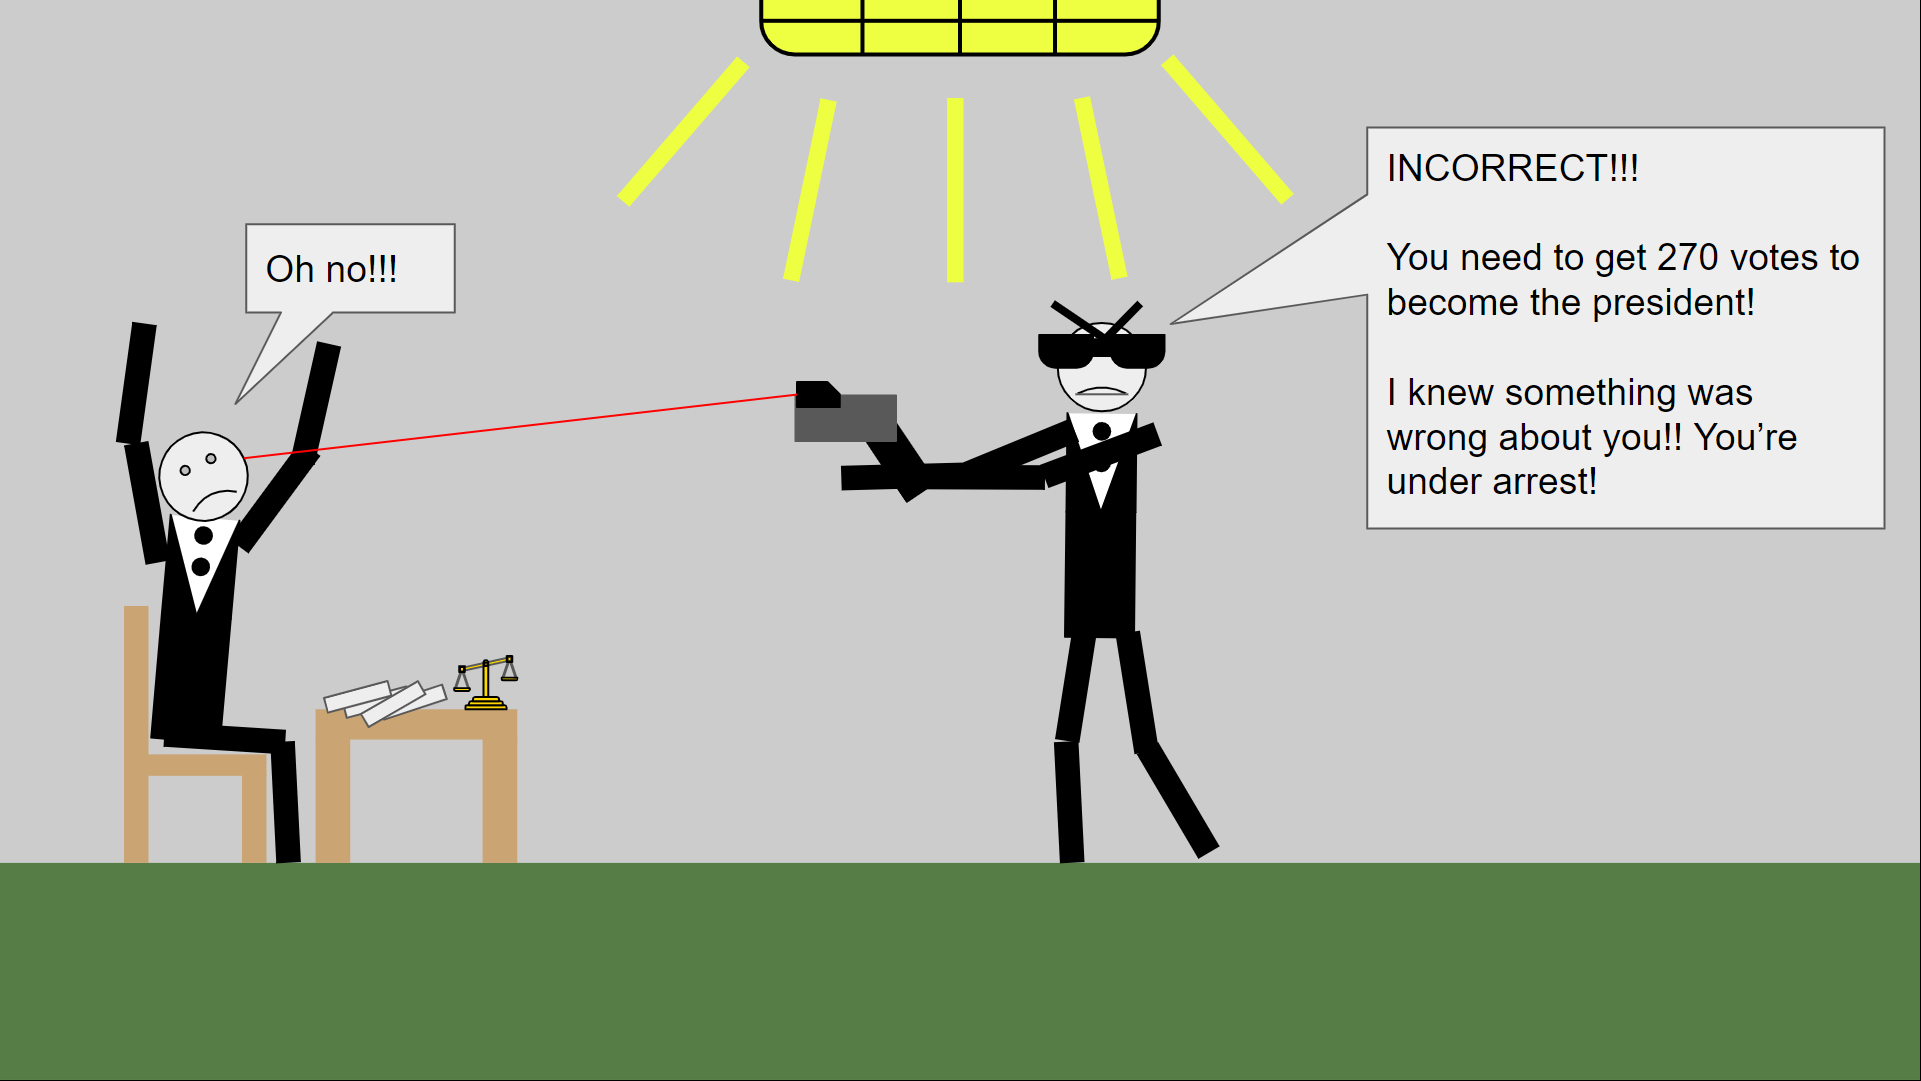 Oh no!!!
INCORRECT!!!
You need to get 270 votes to
become the president!
I knew something was
wrong about you!! You’re
under arrest!